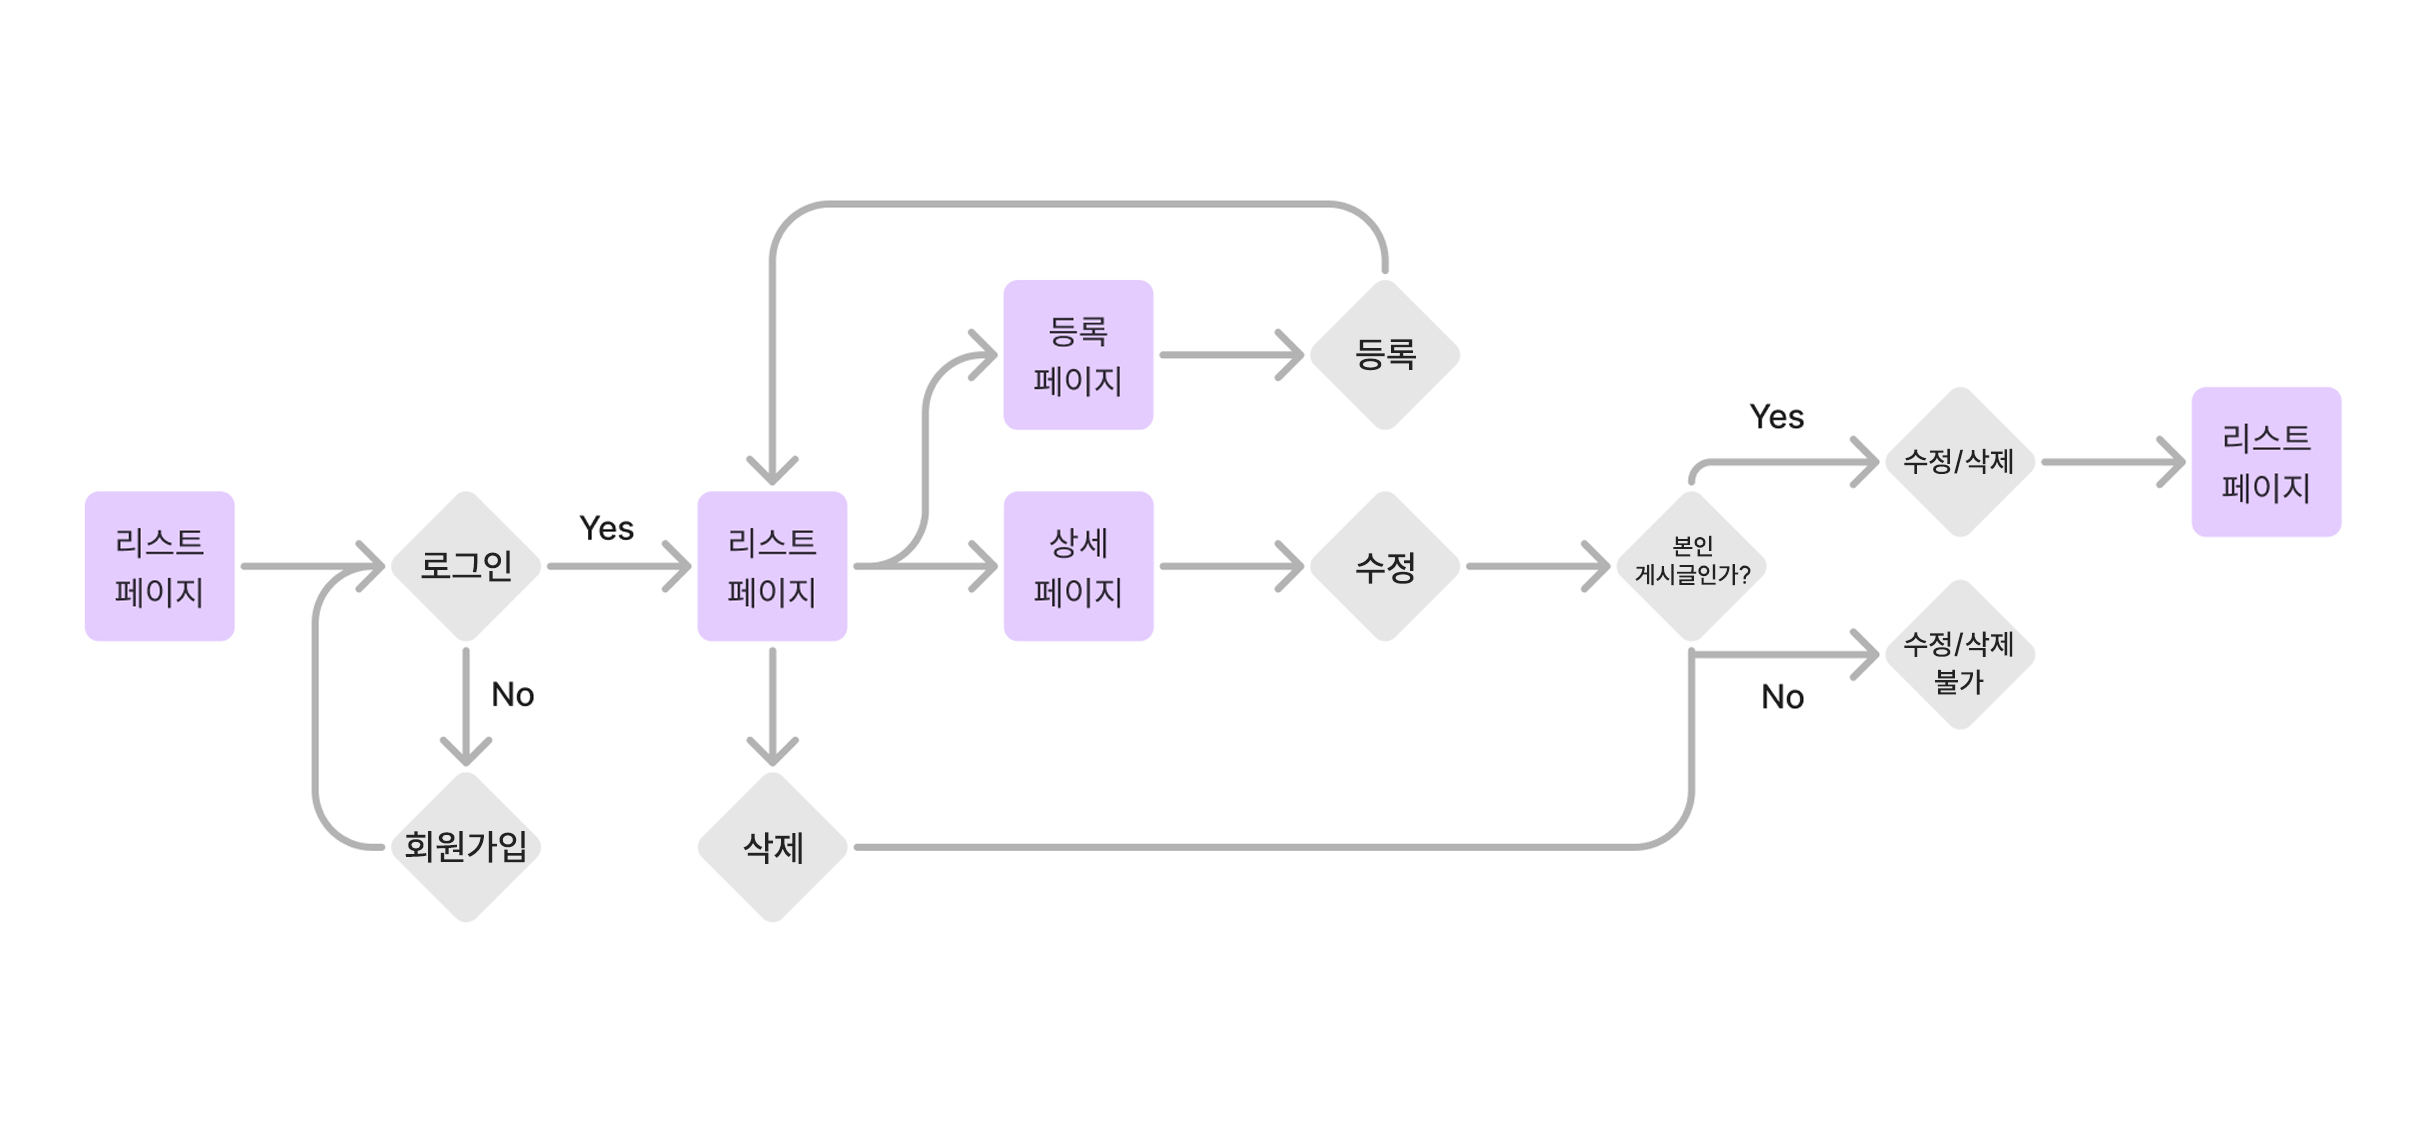 리스트
페이지
로그인
Yes
No
회원가입
리스트
페이지
삭제
등록
페이지
등록
상세
페이지
수정
본인
게시글인가?
Yes
수정/삭제
리스트
페이지
No
수정/삭제
불가